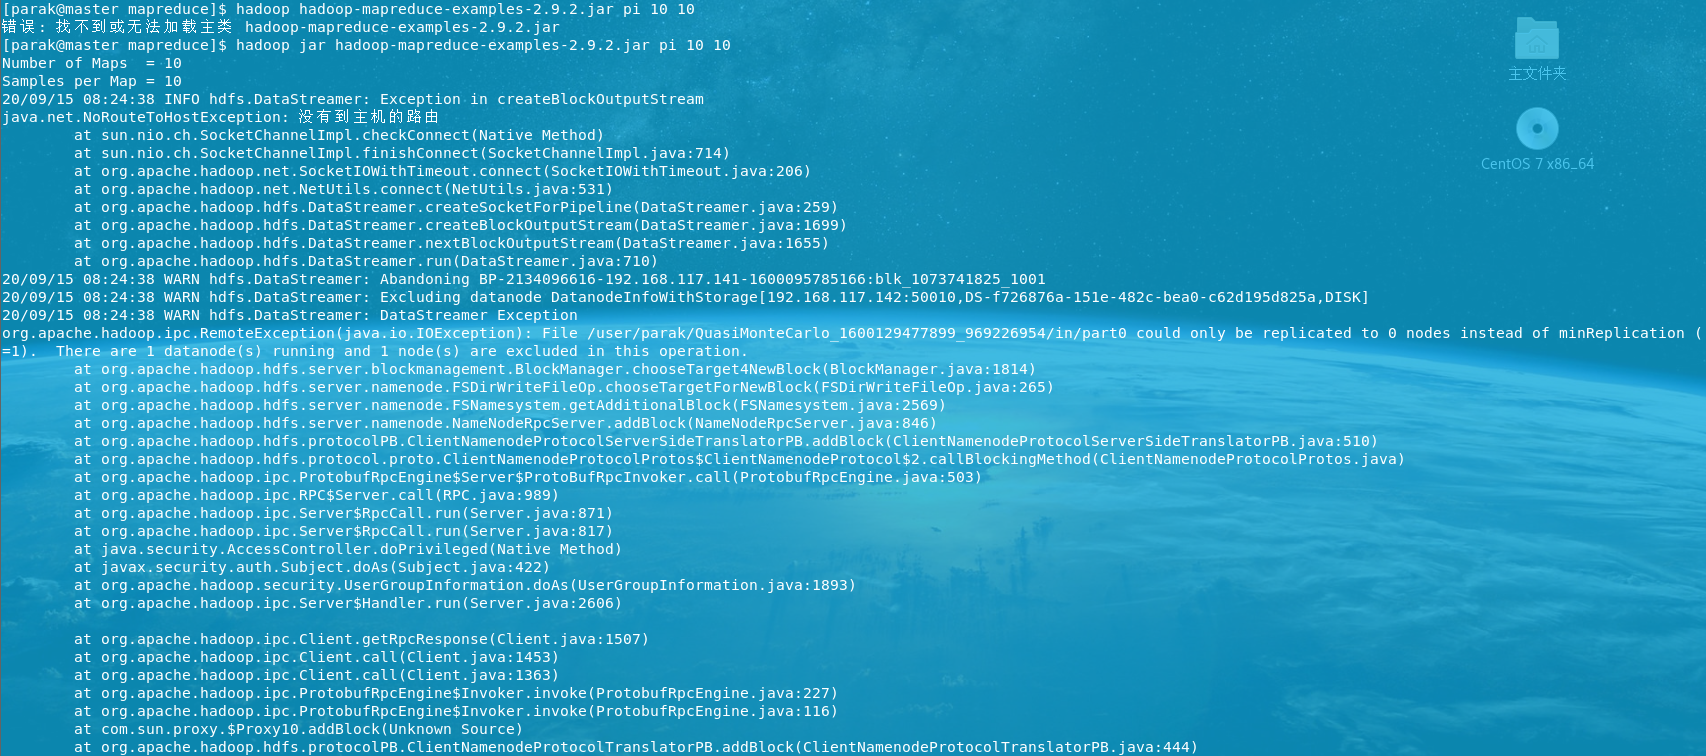 [parak@master mapreduce]$ hadoop hadoop-mapreduce-examples-2.9.2.jar pi 10 10
错误: 找不到或无法加载主类 hadoop-mapreduce-examples-2.9.2.jar
[parak@master mapreduce]$ hadoop jar hadoop-mapreduce-examples-2.9.2.jar pi 10 10
Number of Maps  = 10
Samples per Map = 10
20/09/15 08:24:38 INFO hdfs.DataStreamer: Exception in createBlockOutputStream
java.net.NoRouteToHostException: 没有到主机的路由
        at sun.nio.ch.SocketChannelImpl.checkConnect(Native Method)
        at sun.nio.ch.SocketChannelImpl.finishConnect(SocketChannelImpl.java:714)
        at org.apache.hadoop.net.SocketIOWithTimeout.connect(SocketIOWithTimeout.java:206)
        at org.apache.hadoop.net.NetUtils.connect(NetUtils.java:531)
        at org.apache.hadoop.hdfs.DataStreamer.createSocketForPipeline(DataStreamer.java:259)
        at org.apache.hadoop.hdfs.DataStreamer.createBlockOutputStream(DataStreamer.java:1699)
        at org.apache.hadoop.hdfs.DataStreamer.nextBlockOutputStream(DataStreamer.java:1655)
        at org.apache.hadoop.hdfs.DataStreamer.run(DataStreamer.java:710)
20/09/15 08:24:38 WARN hdfs.DataStreamer: Abandoning BP-2134096616-192.168.117.141-1600095785166:blk_1073741825_1001
20/09/15 08:24:38 WARN hdfs.DataStreamer: Excluding datanode DatanodeInfoWithStorage[192.168.117.142:50010,DS-f726876a-151e-482c-bea0-c62d195d825a,DISK]
20/09/15 08:24:38 WARN hdfs.DataStreamer: DataStreamer Exception
org.apache.hadoop.ipc.RemoteException(java.io.IOException): File /user/parak/QuasiMonteCarlo_1600129477899_969226954/in/part0 could only be replicated to 0 nodes instead of minReplication (
=1).  There are 1 datanode(s) running and 1 node(s) are excluded in this operation.
        at org.apache.hadoop.hdfs.server.blockmanagement.BlockManager.chooseTarget4NewBlock(BlockManager.java:1814)
        at org.apache.hadoop.hdfs.server.namenode.FSDirWriteFileOp.chooseTargetForNewBlock(FSDirWriteFileOp.java:265)
        at org.apache.hadoop.hdfs.server.namenode.FSNamesystem.getAdditionalBlock(FSNamesystem.java:2569)
        at org.apache.hadoop.hdfs.server.namenode.NameNodeRpcServer.addBlock(NameNodeRpcServer.java:846)
        at org.apache.hadoop.hdfs.protocolPB.ClientNamenodeProtocolServerSideTranslatorPB.addBlock(ClientNamenodeProtocolServerSideTranslatorPB.java:510)
        at org.apache.hadoop.hdfs.protocol.proto.ClientNamenodeProtocolProtos$ClientNamenodeProtocol$2.callBlockingMethod(ClientNamenodeProtocolProtos.java)
        at org.apache.hadoop.ipc.ProtobufRpcEngine$Server$ProtoBufRpcInvoker.call(ProtobufRpcEngine.java:503)
        at org.apache.hadoop.ipc.RPC$Server.call(RPC.java:989)
        at org.apache.hadoop.ipc.Server$RpcCall.run(Server.java:871)
        at org.apache.hadoop.ipc.Server$RpcCall.run(Server.java:817)
        at java.security.AccessController.doPrivileged(Native Method)
        at javax.security.auth.Subject.doAs(Subject.java:422)
        at org.apache.hadoop.security.UserGroupInformation.doAs(UserGroupInformation.java:1893)
        at org.apache.hadoop.ipc.Server$Handler.run(Server.java:2606)
        at org.apache.hadoop.ipc.Client.getRpcResponse(Client.java:1507)
        at org.apache.hadoop.ipc.Client.call(Client.java:1453)
        at org.apache.hadoop.ipc.Client.call(Client.java:1363)
        at org.apache.hadoop.ipc.ProtobufRpcEngine$Invoker.invoke(ProtobufRpcEngine.java:227)
        at org.apache.hadoop.ipc.ProtobufRpcEngine$Invoker.invoke(ProtobufRpcEngine.java:116)
        at com.sun.proxy.$Proxy10.addBlock(Unknown Source)
        at org.apache.hadoop.hdfs.protocolPB.ClientNamenodeProtocolTranslatorPB.addBlock(ClientNamenodeProtocolTranslatorPB.java:444)
主文件夹
CentOS 7 x86_64